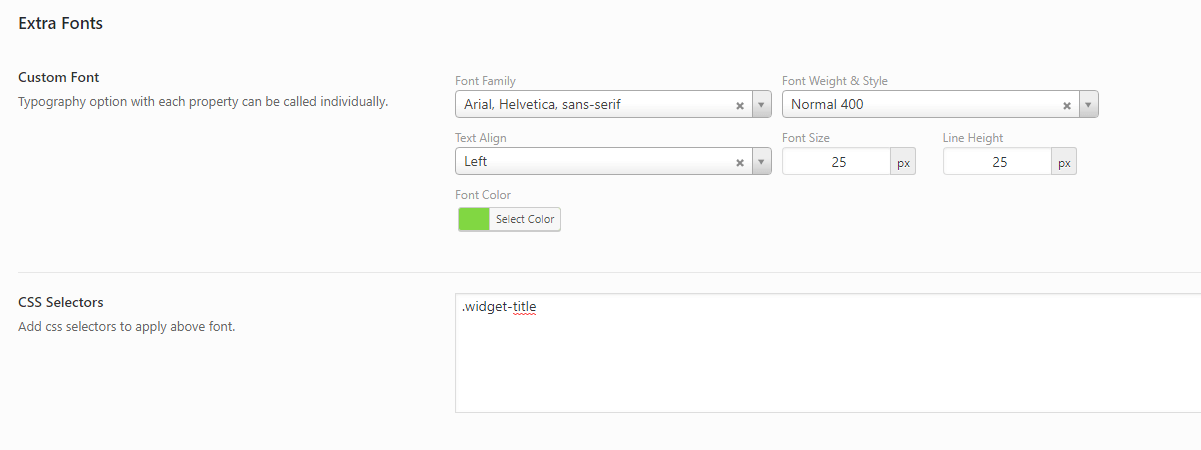 Extra Fonts
Custom Font
Typography option with each property can be called individually.
Font Family
Font Weight & Style
Arial, Helvetica, sans-serif
Normal 400
Text Align
Font Size
Line Height
Left
25 px
25 px
Font Color
Select Color
CSS Selectors
Add css selectors to apply above font.
.widget-title